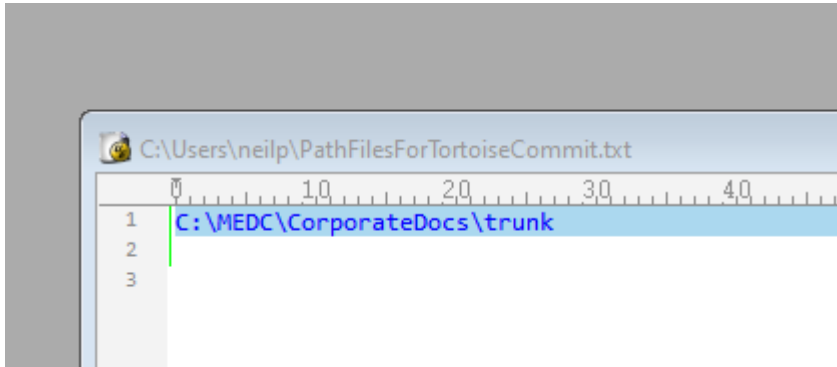 C:\Users\neilp\PathFilesForTortoiseCommit.txt
0 10 20 30 40
1 C:\MEDC\CorporateDocs\trunk
2
3